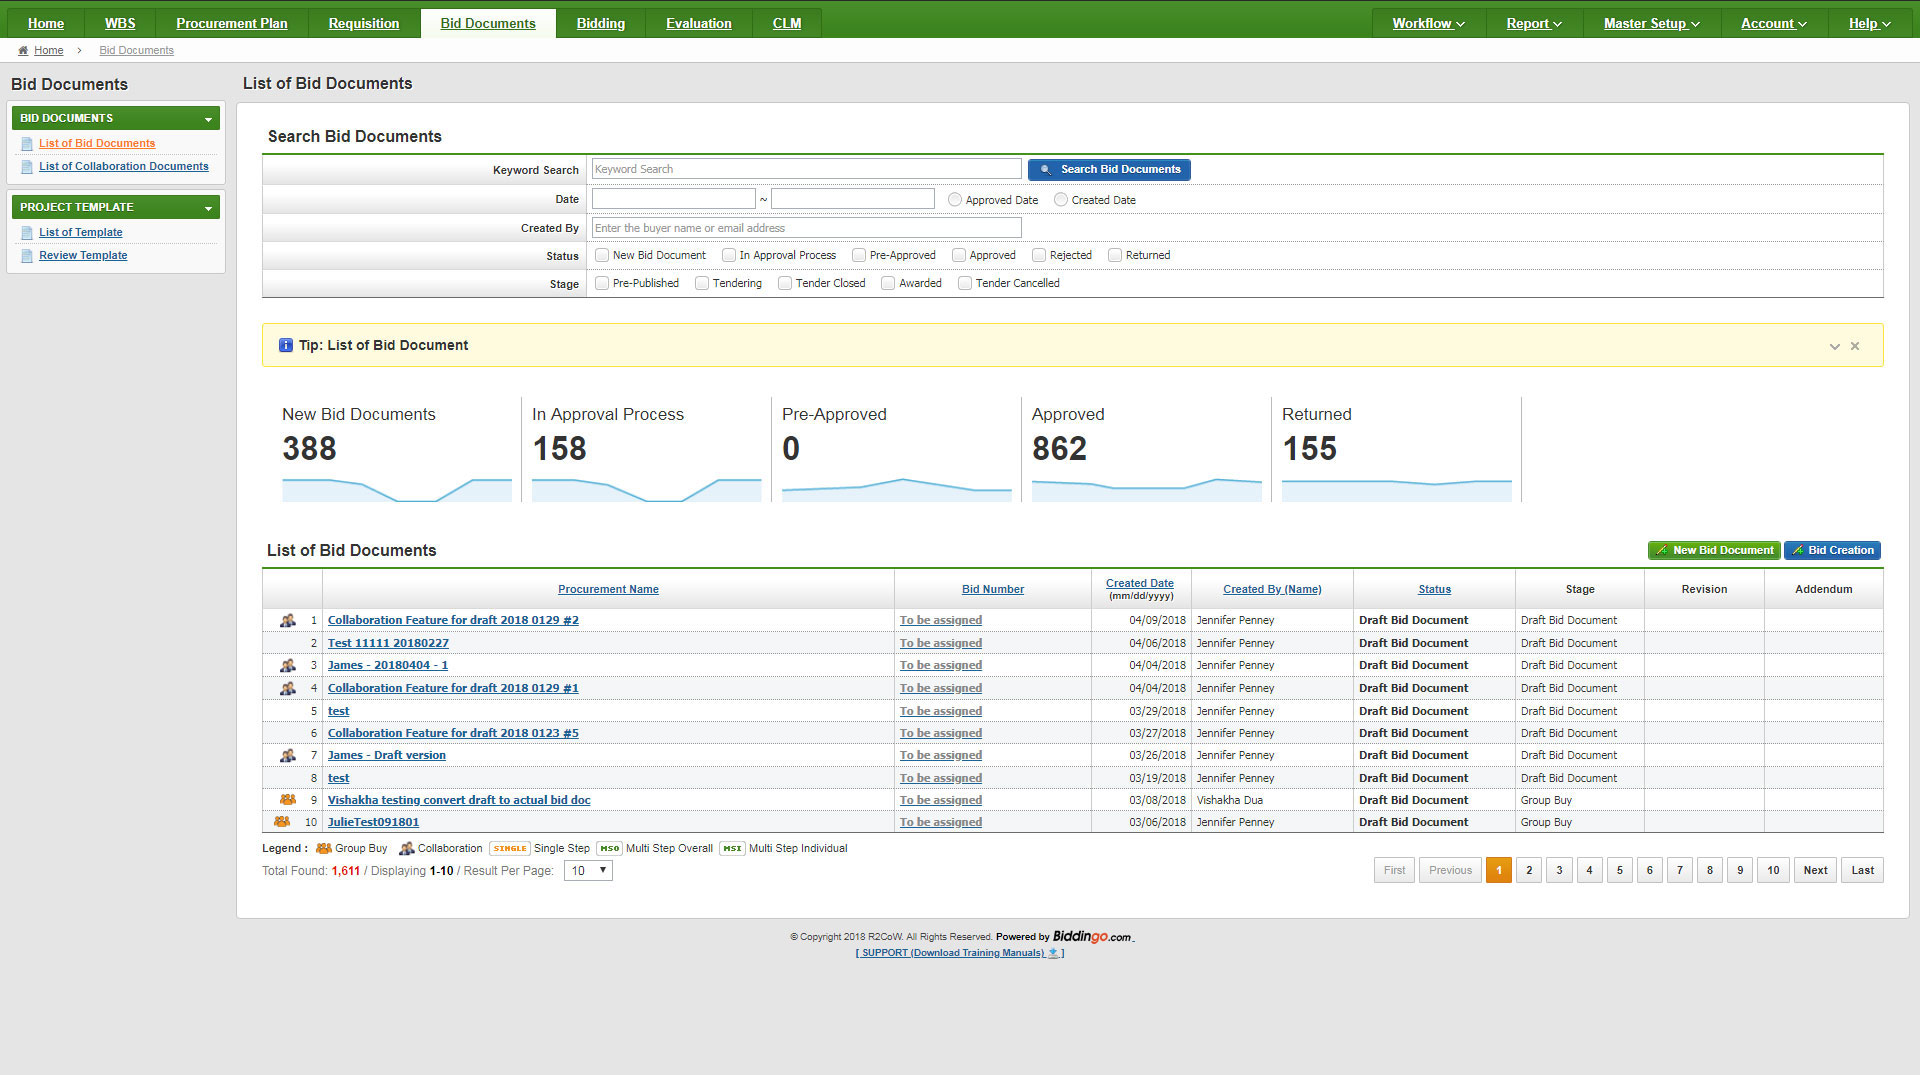 Home WBS Procurement Plan Requisition Bid Documents Bidding Evaluation CLM Workflow Report Master Setup Account Help
Home > Bid Documents
Bid Documents
BID DOCUMENTS
List of Bid Documents
List of Collaboration Documents
PROJECT TEMPLATE
List of Template
Review Template
List of Bid Documents
Search Bid Documents
Keyword Search Keyword Search Search Bid Documents
Date ~ Approved Date Created Date
Created By Enter the buyer name or email address
Status New Bid Document In Approval Process Pre-Approved Approved Rejected Returned
Stage Pre-Published Tendering Tender Closed Awarded Tender Cancelled
Tip: List of Bid Document
New Bid Documents In Approval Process Pre-Approved Approved Returned
388 158 0 862 155
List of Bid Documents New Bid Document Bid Creation
Procurement Name Bid Number Created Date (mm/dd/yyyy) Created By (Name) Status Stage Revision Addendum
1 Collaboration Feature for draft 2018 0129 #2 To be assigned 04/09/2018 Jennifer Penney Draft Bid Document Draft Bid Document
2 Test 11111 20180227 To be assigned 04/06/2018 Jennifer Penney Draft Bid Document Draft Bid Document
3 James - 20180404 - 1 To be assigned 04/04/2018 Jennifer Penney Draft Bid Document Draft Bid Document
4 Collaboration Feature for draft 2018 0129 #1 To be assigned 04/04/2018 Jennifer Penney Draft Bid Document Draft Bid Document
5 test To be assigned 03/29/2018 Jennifer Penney Draft Bid Document Draft Bid Document
6 Collaboration Feature for draft 2018 0123 #5 To be assigned 03/27/2018 Jennifer Penney Draft Bid Document Draft Bid Document
7 James - Draft version To be assigned 03/26/2018 Jennifer Penney Draft Bid Document Draft Bid Document
8 test To be assigned 03/19/2018 Jennifer Penney Draft Bid Document Draft Bid Document
9 Vishakha testing convert draft to actual bid doc To be assigned 03/08/2018 Vishakha Dua Draft Bid Document Group Buy
10 JulieTest091801 To be assigned 03/06/2018 Jennifer Penney Draft Bid Document Group Buy
Legend : Group Buy Collaboration SINGLE Single Step MSO Multi Step Overall MSI Multi Step Individual
Total Found: 1,611 / Displaying 1-10 / Result Per Page: 10 First Previous 1 2 3 4 5 6 7 8 9 10 Next Last
© Copyright 2018 R2CoW. All Rights Reserved. Powered by Biddingo.com
[ SUPPORT (Download Training Manuals) ]